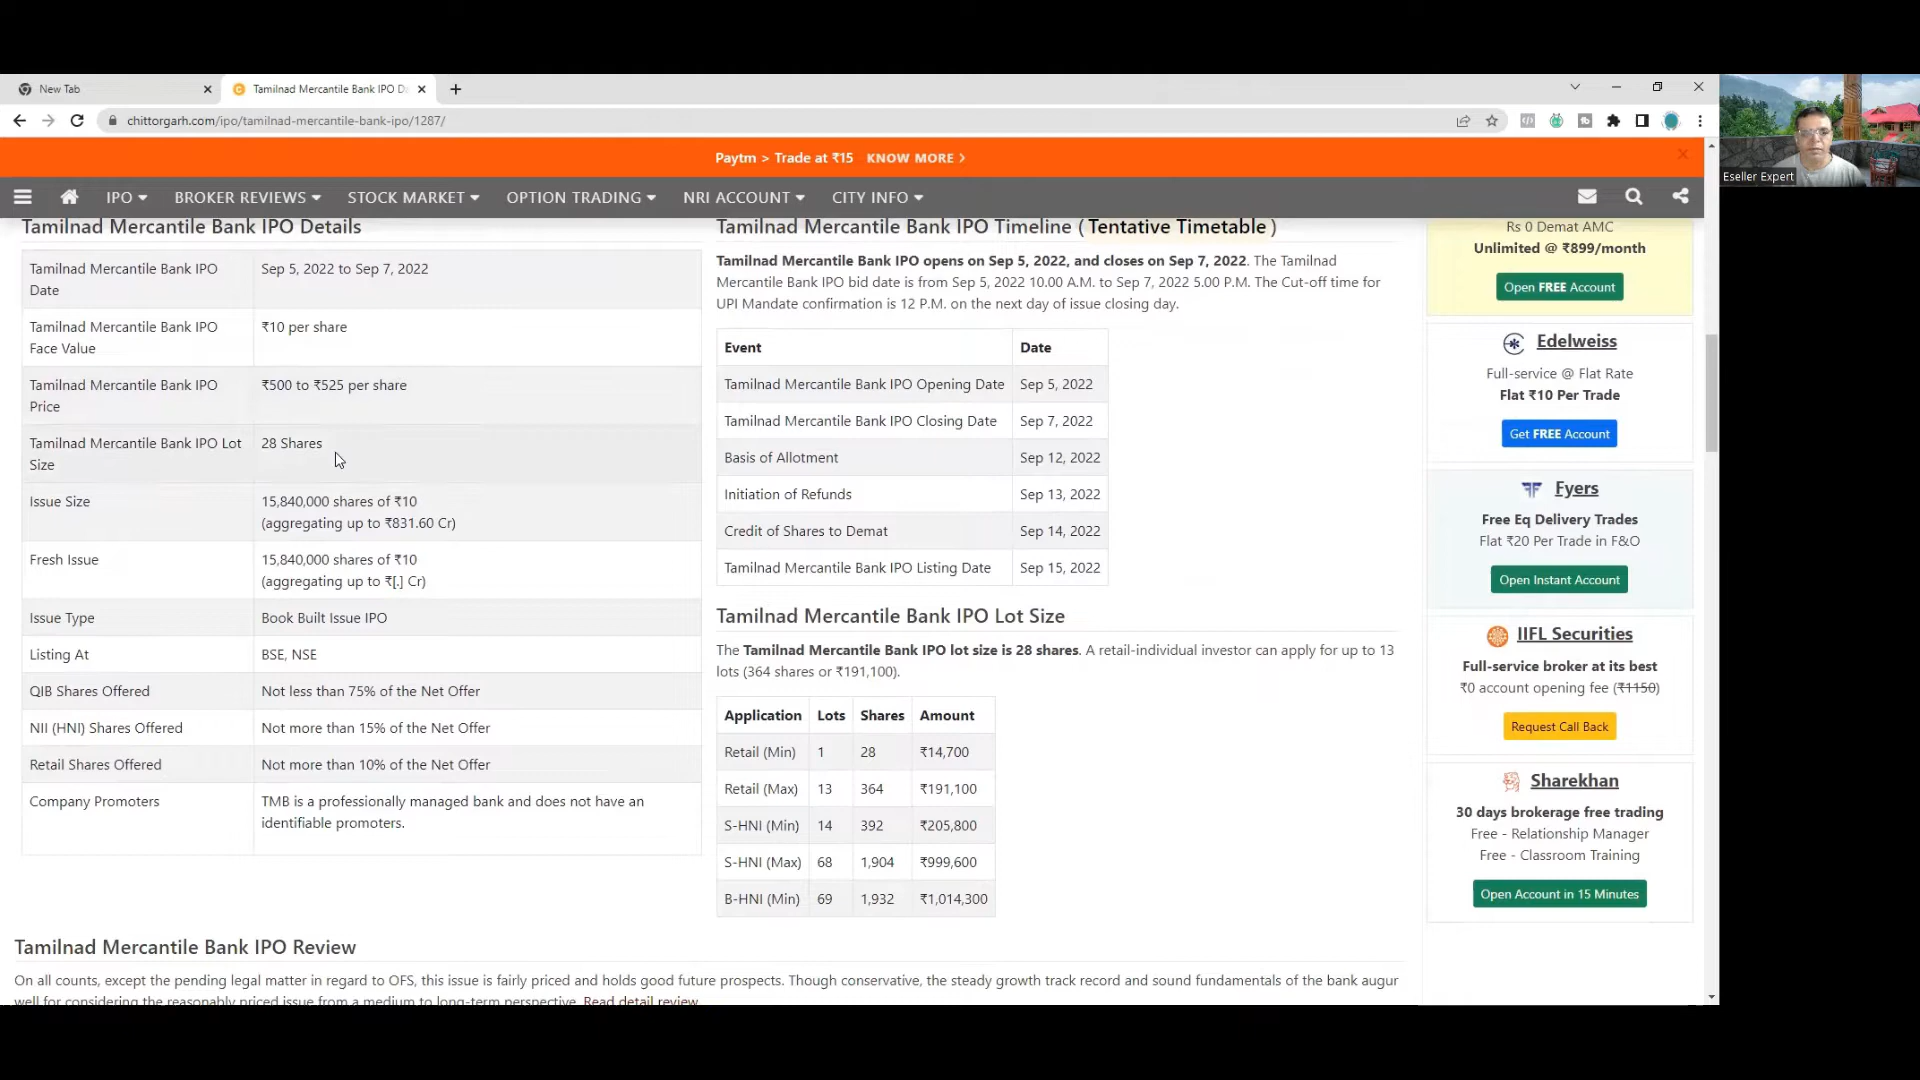 New Tab
Tamilnad Mercantile Bank IPO D
chittorgarh.com/ipo/tamilnad-mercantile-bank-ipo/1287/
Eseller Expert
Paytm > Trade at ₹15 KNOW MORE
IPO
BROKER REVIEWS
STOCK MARKET
OPTION TRADING
NRI ACCOUNT
CITY INFO
Tamilnad Mercantile Bank IPO Details
Tamilnad Mercantile Bank IPO
Date
Sep 5, 2022 to Sep 7, 2022
Tamilnad Mercantile Bank IPO
Face Value
₹10 per share
Tamilnad Mercantile Bank IPO
Price
₹500 to ₹525 per share
Tamilnad Mercantile Bank IPO Lot
Size
28 Shares
Issue Size
15,840,000 shares of ₹10
(aggregating up to ₹831.60 Cr)
Fresh Issue
15,840,000 shares of ₹10
(aggregating up to ₹[.] Cr)
Issue Type
Book Built Issue IPO
Listing At
BSE, NSE
QIB Shares Offered
Not less than 75% of the Net Offer
NII (HNI) Shares Offered
Not more than 15% of the Net Offer
Retail Shares Offered
Not more than 10% of the Net Offer
Company Promoters
TMB is a professionally managed bank and does not have an
identifiable promoters.
Tamilnad Mercantile Bank IPO Timeline ( Tentative Timetable )
Tamilnad Mercantile Bank IPO opens on Sep 5, 2022, and closes on Sep 7, 2022. The Tamilnad
Mercantile Bank IPO bid date is from Sep 5, 2022 10.00 A.M. to Sep 7, 2022 5.00 P.M. The Cut-off time for
UPI Mandate confirmation is 12 P.M. on the next day of issue closing day.
Event Date
Tamilnad Mercantile Bank IPO Opening Date Sep 5, 2022
Tamilnad Mercantile Bank IPO Closing Date Sep 7, 2022
Basis of Allotment Sep 12, 2022
Initiation of Refunds Sep 13, 2022
Credit of Shares to Demat Sep 14, 2022
Tamilnad Mercantile Bank IPO Listing Date Sep 15, 2022
Tamilnad Mercantile Bank IPO Lot Size
The Tamilnad Mercantile Bank IPO lot size is 28 shares. A retail-individual investor can apply for up to 13
lots (364 shares or ₹191,100).
Application Lots Shares Amount
Retail (Min) 1 28 ₹14,700
Retail (Max) 13 364 ₹191,100
S-HNI (Min) 14 392 ₹205,800
S-HNI (Max) 68 1,904 ₹999,600
B-HNI (Min) 69 1,932 ₹1,014,300
Rs 0 Demat AMC
Unlimited @ ₹899/month
Open FREE Account
Edelweiss
Full-service @ Flat Rate
Flat ₹10 Per Trade
Get FREE Account
Fyers
Free Eq Delivery Trades
Flat ₹20 Per Trade in F&O
Open Instant Account
IIFL Securities
Full-service broker at its best
₹0 account opening fee (₹1150)
Request Call Back
Sharekhan
30 days brokerage free trading
Free - Relationship Manager
Free - Classroom Training
Open Account in 15 Minutes
Tamilnad Mercantile Bank IPO Review
On all counts, except the pending legal matter in regard to OFS, this issue is fairly priced and holds good future prospects. Though conservative, the steady growth track record and sound fundamentals of the bank augur
well for considering the reasonably priced issue from a medium to long-term perspective. Read detail review.